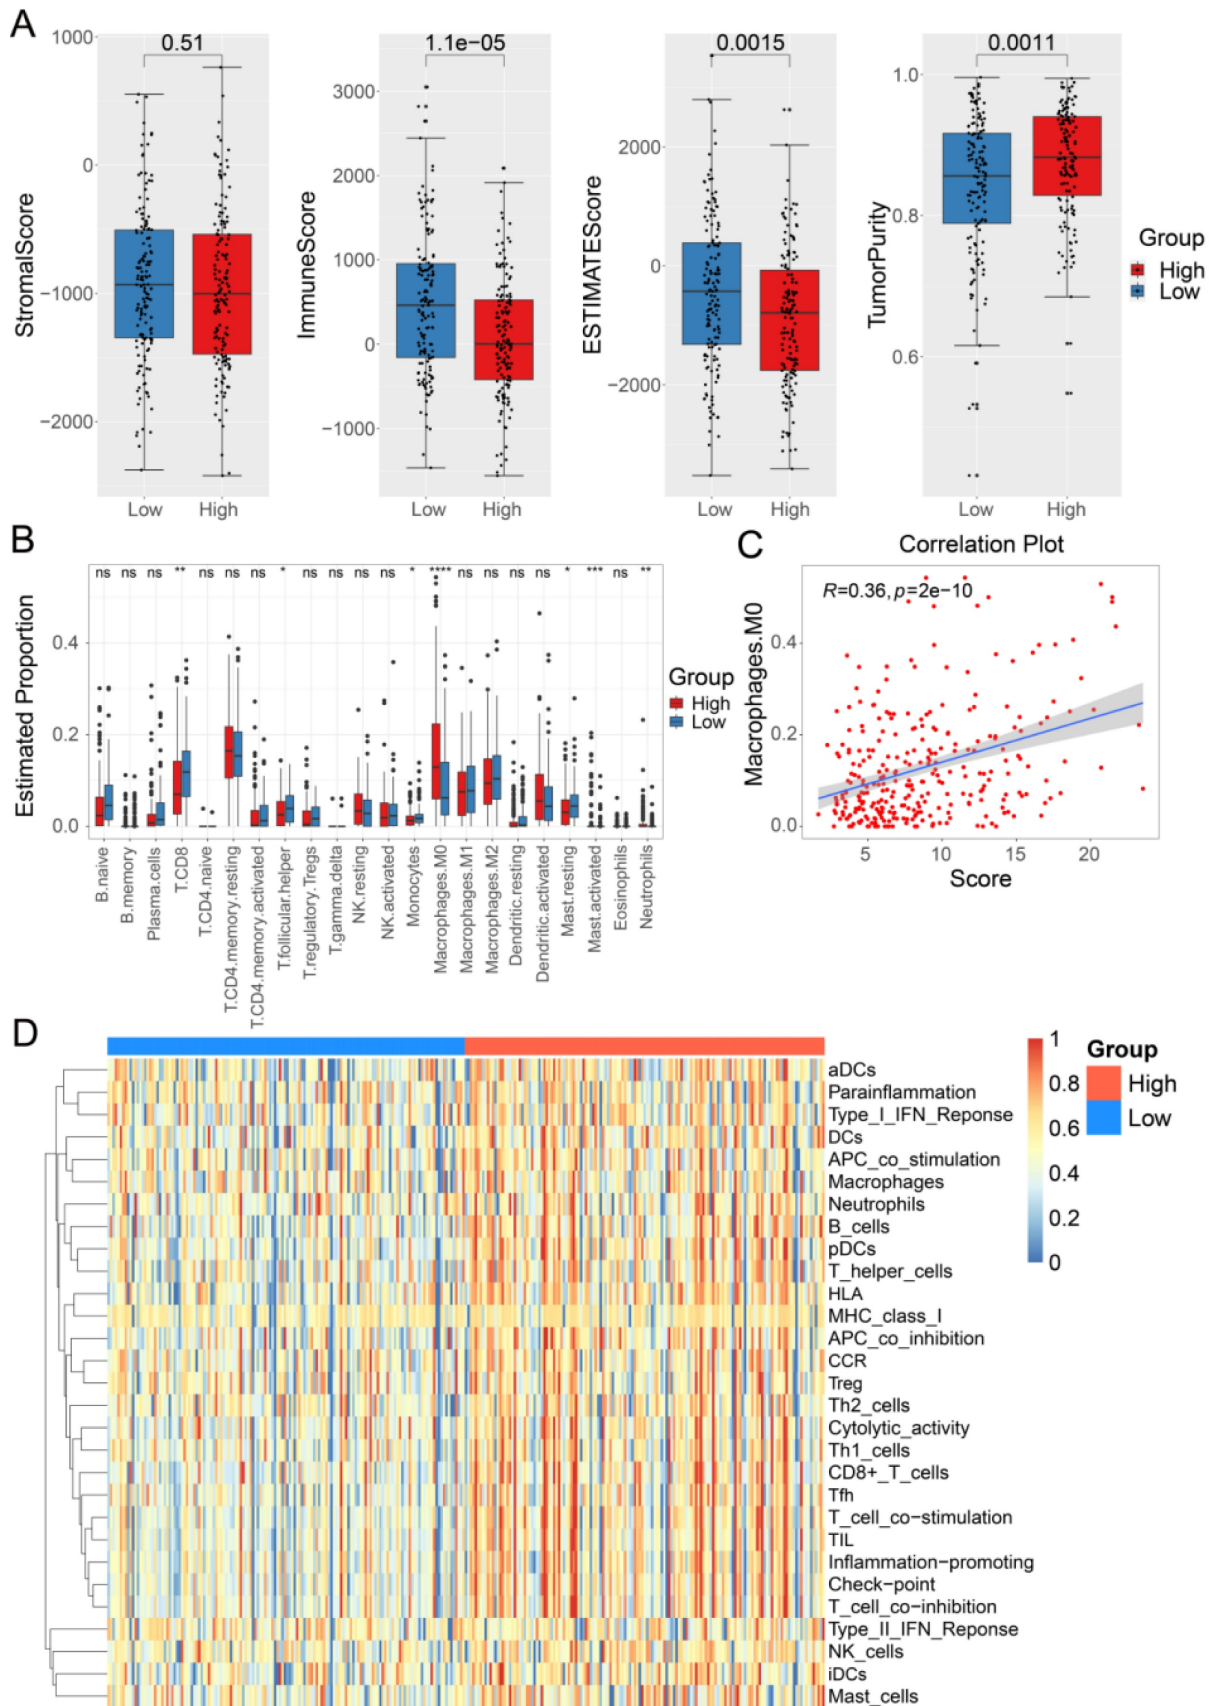 A
0.51
1.1e−05
0.0015
0.0011
StromalScore
1000
0
−1000
−2000
Low
High
ImmuneScore
3000
2000
1000
0
−1000
Low
High
ESTIMATEScore
2000
0
−2000
Low
High
TumorPurity
1.0
0.8
0.6
Low
High
Group
High
Low
B
ns ns ns ** ns ns ns * ns ns ns ns * **** ns ns ns ns * *** ns **
Estimated Proportion
0.4
0.2
0.0
B.naive
B.memory
Plasma.cells
T.CD8
T.CD4.naive
T.CD4.memory.resting
T.CD4.memory.activated
T.follicular.helper
T.regulatory.Tregs
T.gamma.delta
NK.resting
NK.activated
Monocytes
Macrophages.M0
Macrophages.M1
Macrophages.M2
Dendritic.resting
Dendritic.activated
Mast.resting
Mast.activated
Eosinophils
Neutrophils
Group
High
Low
C
Correlation Plot
R=0.36, p=2e−10
Macrophages.M0
0.4
0.2
0.0
5
10
15
20
Score
D
aDCs
Parainflammation
Type_I_IFN_Reponse
DCs
APC_co_stimulation
Macrophages
Neutrophils
B_cells
pDCs
T_helper_cells
HLA
MHC_class_I
APC_co_inhibition
CCR
Treg
Th2_cells
Cytolytic_activity
Th1_cells
CD8+_T_cells
Tfh
T_cell_co−stimulation
TIL
Inflammation−promoting
Check−point
T_cell_co−inhibition
Type_II_IFN_Reponse
NK_cells
iDCs
Mast_cells
1
0.8
0.6
0.4
0.2
0
Group
High
Low